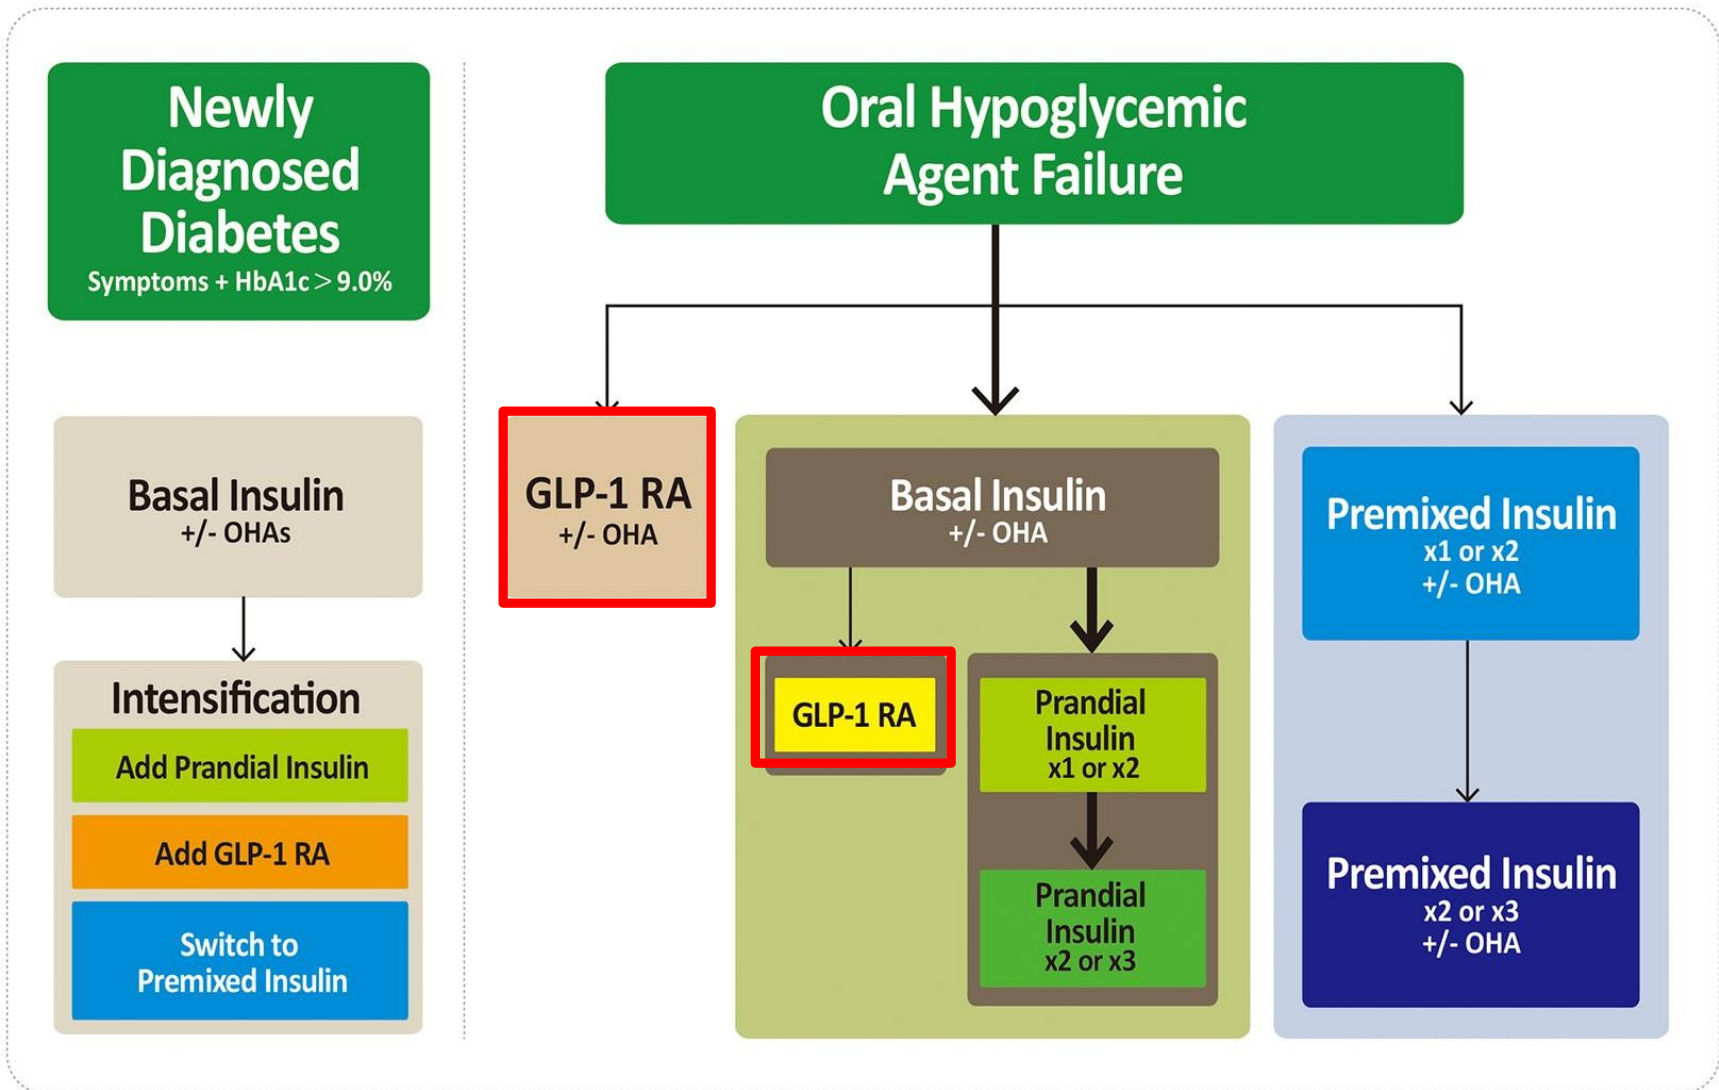 Newly
Diagnosed
Diabetes
Symptoms + HbA1c > 9.0%
Basal Insulin
+/- OHAs
Intensification
Add Prandial Insulin
Add GLP-1 RA
Switch to
Premixed Insulin
Oral Hypoglycemic
Agent Failure
GLP-1 RA
+/- OHA
Basal Insulin
+/- OHA
GLP-1 RA
Prandial
Insulin
x1 or x2
Prandial
Insulin
x2 or x3
Premixed Insulin
x1 or x2
+/- OHA
Premixed Insulin
x2 or x3
+/- OHA